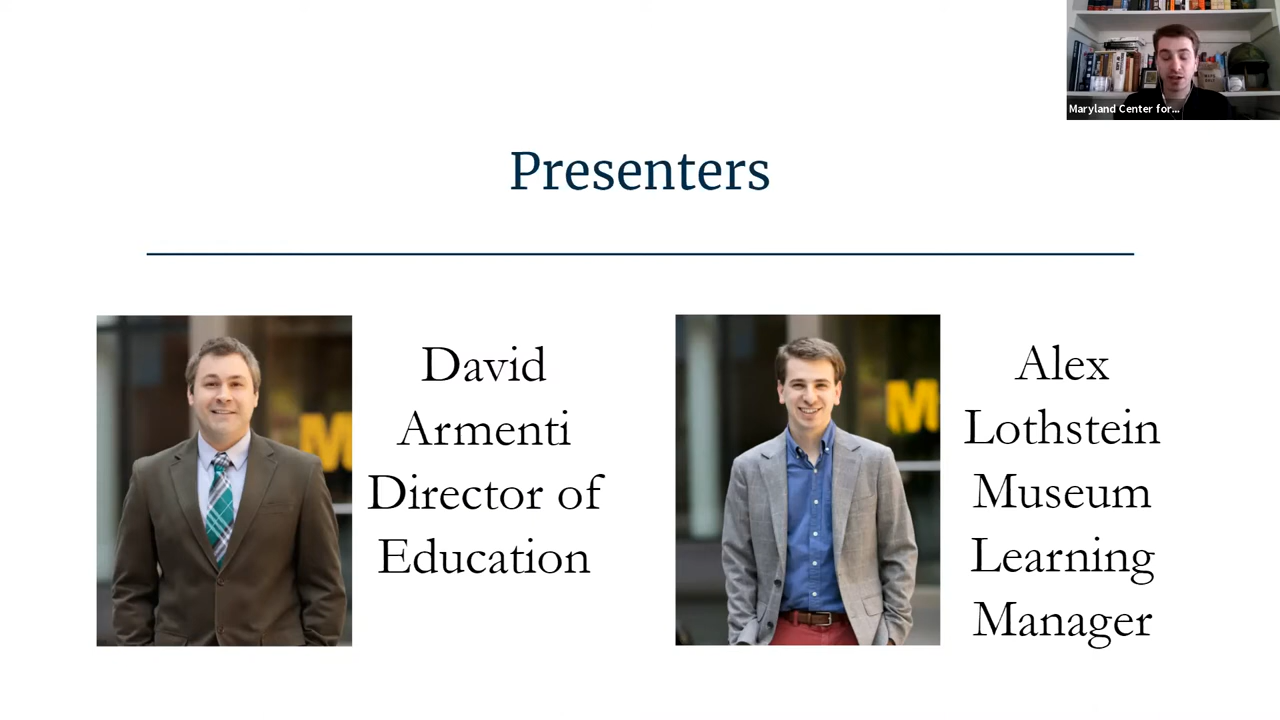 Maryland Center for...
Presenters
David
Armenti
Director of
Education
M
Alex
Lothstein
Museum
Learning
Manager
M